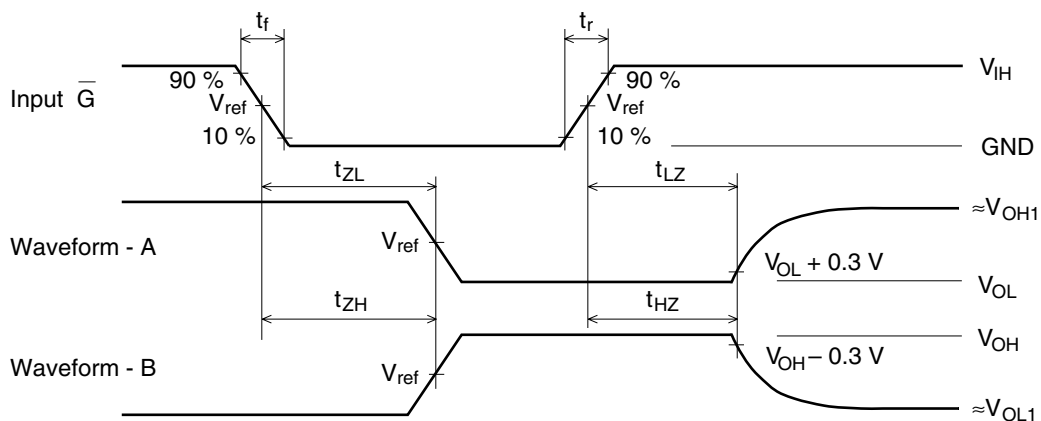 tf tr
90 % 90 % VIH
Input G̅ Vref Vref
10 % 10 %
GND
tZL tLZ
≈VOH1
Waveform - A Vref VOL + 0.3 V
VOL
tZH tHZ
VOH
VOH – 0.3 V
Waveform - B Vref
≈VOL1